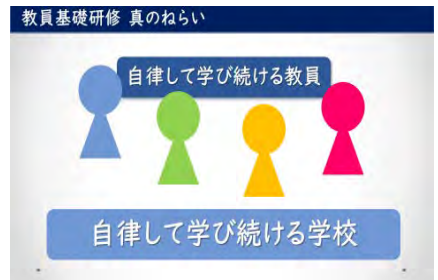 教員基礎研修 真のねらい
自律して学び続ける教員
自律して学び続ける学校